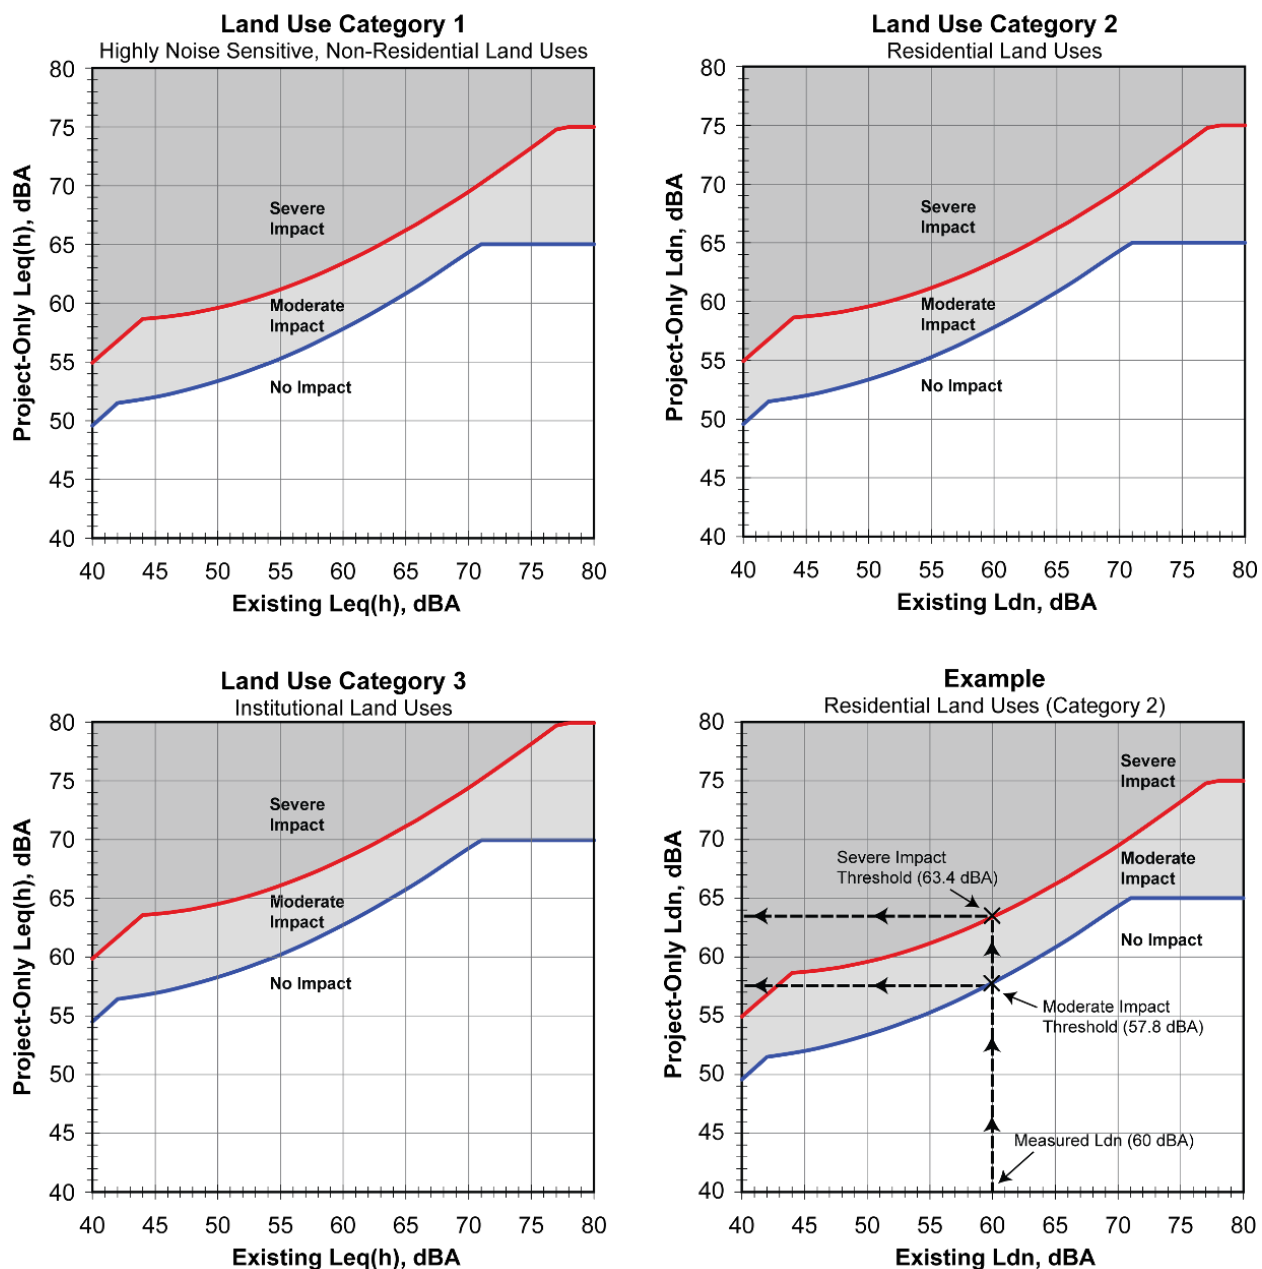 Land Use Category 1
Highly Noise Sensitive, Non-Residential Land Uses
80
75
70
65
60
55
50
45
40
Project-Only Leq(h), dBA
Severe
Impact
Moderate
Impact
No Impact
40 45 50 55 60 65 70 75 80
Existing Leq(h), dBA
Land Use Category 2
Residential Land Uses
80
75
70
65
60
55
50
45
40
Project-Only Ldn, dBA
Severe
Impact
Moderate
Impact
No Impact
40 45 50 55 60 65 70 75 80
Existing Ldn, dBA
Land Use Category 3
Institutional Land Uses
80
75
70
65
60
55
50
45
40
Project-Only Leq(h), dBA
Severe
Impact
Moderate
Impact
No Impact
40 45 50 55 60 65 70 75 80
Existing Leq(h), dBA
Example
Residential Land Uses (Category 2)
80
75
70
65
60
55
50
45
40
Project-Only Ldn, dBA
Severe
Impact
Severe Impact
Threshold (63.4 dBA)
Moderate
Impact
No Impact
Moderate Impact
Threshold (57.8 dBA)
Measured Ldn (60 dBA)
40 45 50 55 60 65 70 75 80
Existing Ldn, dBA